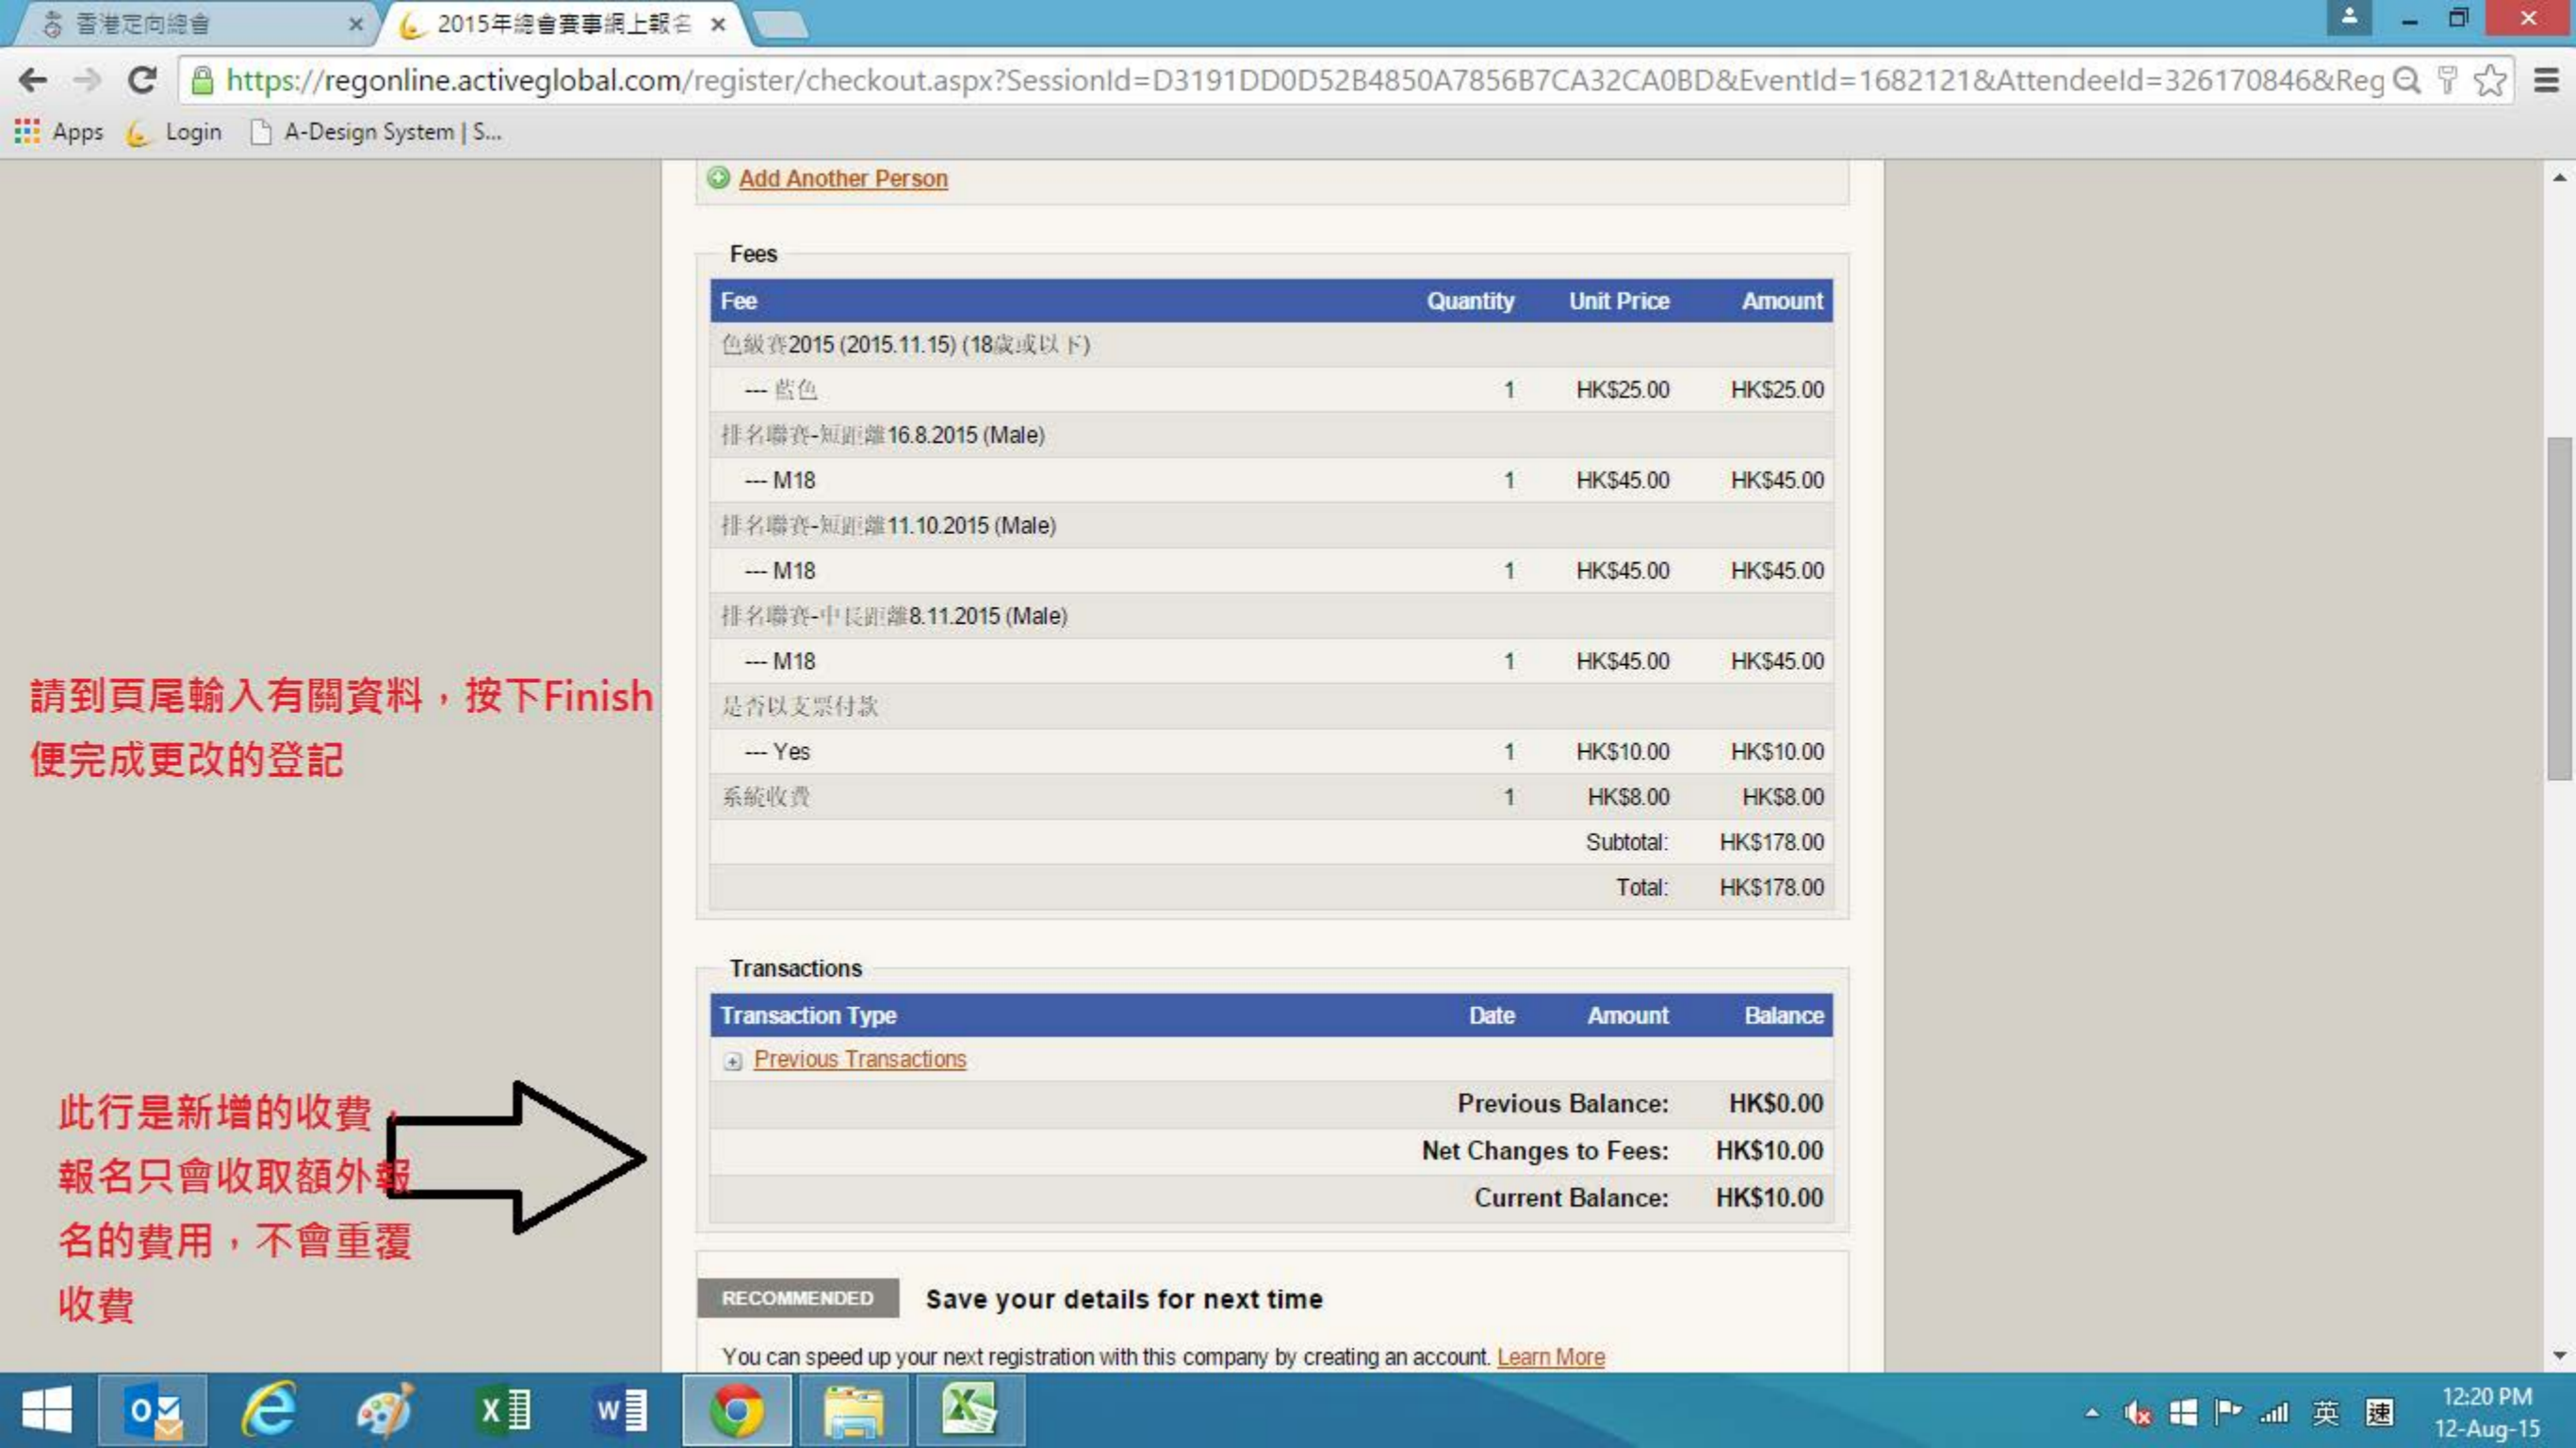 香港定向總會
2015年總會賽事網上報名
https://regonline.activeglobal.com/register/checkout.aspx?SessionId=D3191DD0D52B4850A7856B7CA32CA0BD&EventId=1682121&AttendeeId=326170846&Reg
Apps Login A-Design System | S...
Add Another Person
Fees
Fee Quantity Unit Price Amount
色級賽2015 (2015.11.15) (18歲或以下)
--- 藍色 1 HK$25.00 HK$25.00
排名聯賽-短距離16.8.2015 (Male)
--- M18 1 HK$45.00 HK$45.00
排名聯賽-短距離11.10.2015 (Male)
--- M18 1 HK$45.00 HK$45.00
排名聯賽-中長距離8.11.2015 (Male)
--- M18 1 HK$45.00 HK$45.00
是否以支票付款
--- Yes 1 HK$10.00 HK$10.00
系統收費 1 HK$8.00 HK$8.00
Subtotal: HK$178.00
Total: HK$178.00
請到頁尾輸入有關資料，按下Finish
便完成更改的登記
Transactions
Transaction Type Date Amount Balance
Previous Transactions
Previous Balance: HK$0.00
Net Changes to Fees: HK$10.00
Current Balance: HK$10.00
此行是新增的收費，
報名只會收取額外報
名的費用，不會重覆
收費
RECOMMENDED Save your details for next time
You can speed up your next registration with this company by creating an account. Learn More
英 速
12:20 PM
12-Aug-15